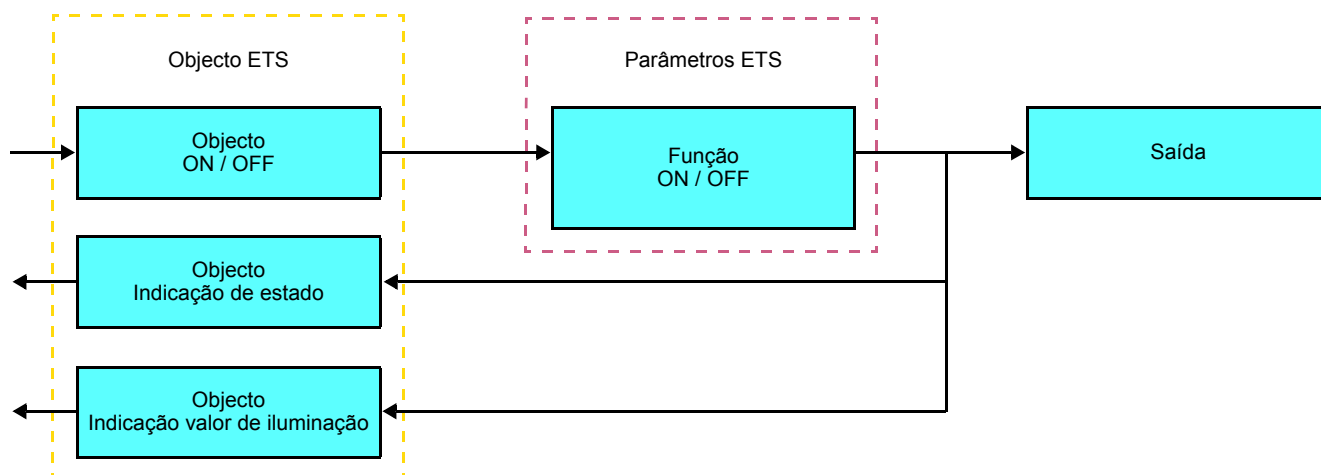 Objecto ETS
Parâmetros ETS
Objecto
ON / OFF
Função
ON / OFF
Saída
Objecto
Indicação de estado
Objecto
Indicação valor de iluminação